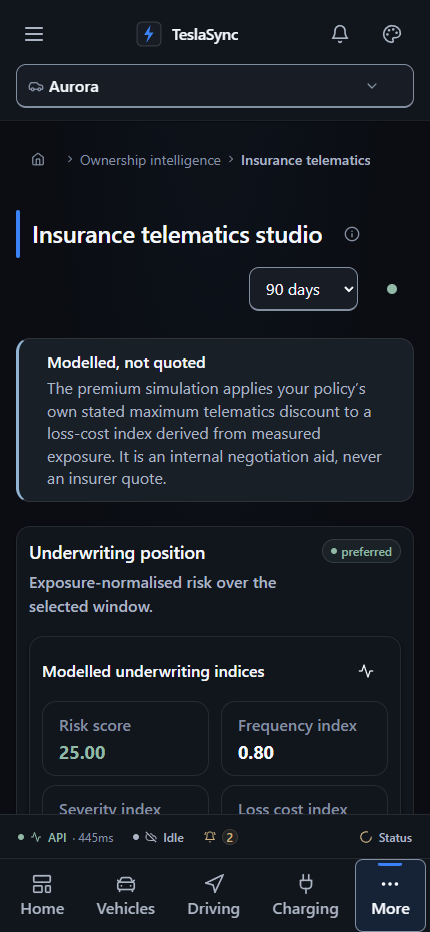 TeslaSync
Aurora
Ownership intelligence
Insurance telematics
Insurance telematics studio
90 days
Modelled, not quoted
The premium simulation applies your policy's
own stated maximum telematics discount to a
loss-cost index derived from measured
exposure. It is an internal negotiation aid, never
an insurer quote.
Underwriting position
preferred
Exposure-normalised risk over the
selected window.
Modelled underwriting indices
Risk score
Frequency index
25.00
0.80
Severity index
Loss cost index
API · 445ms
Idle
2
Status
Home
Vehicles
Driving
Charging
More